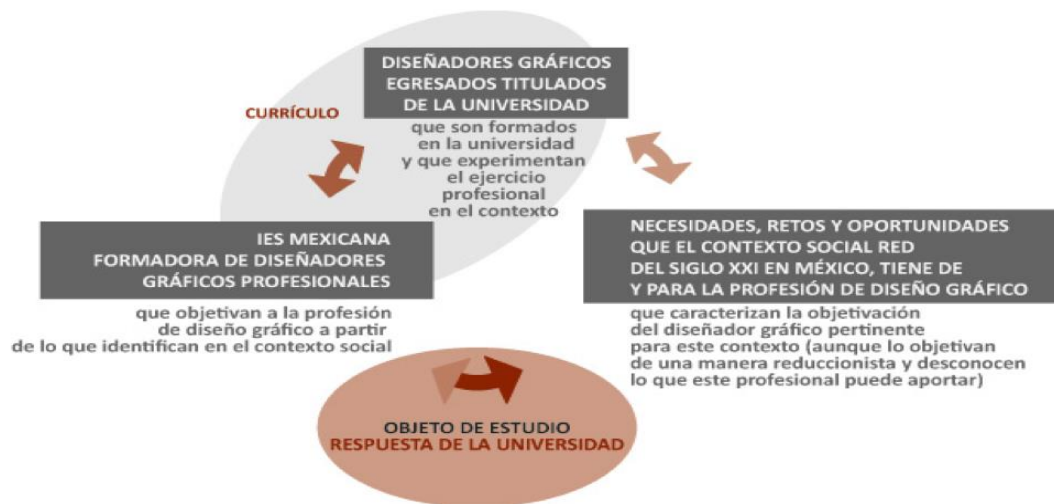 DISEÑADORES GRÁFICOS
EGRESADOS TITULADOS
DE LA UNIVERSIDAD
CURRÍCULO
que son formados
en la universidad
y que experimentan
el ejercicio
profesional
en el contexto
IES MEXICANA
FORMADORA DE DISEÑADORES
GRÁFICOS PROFESIONALES
que objetivan a la profesión
de diseño gráfico a partir
de lo que identifican en el contexto social
NECESIDADES, RETOS Y OPORTUNIDADES
QUE EL CONTEXTO SOCIAL RED
DEL SIGLO XXI EN MÉXICO, TIENE DE
Y PARA LA PROFESIÓN DE DISEÑO GRÁFICO
que caracterizan la objetivación
del diseñador gráfico pertinente
para este contexto (aunque lo objetivan
de una manera reduccionista y desconocen
lo que este profesional puede aportar)
OBJETO DE ESTUDIO
RESPUESTA DE LA UNIVERSIDAD